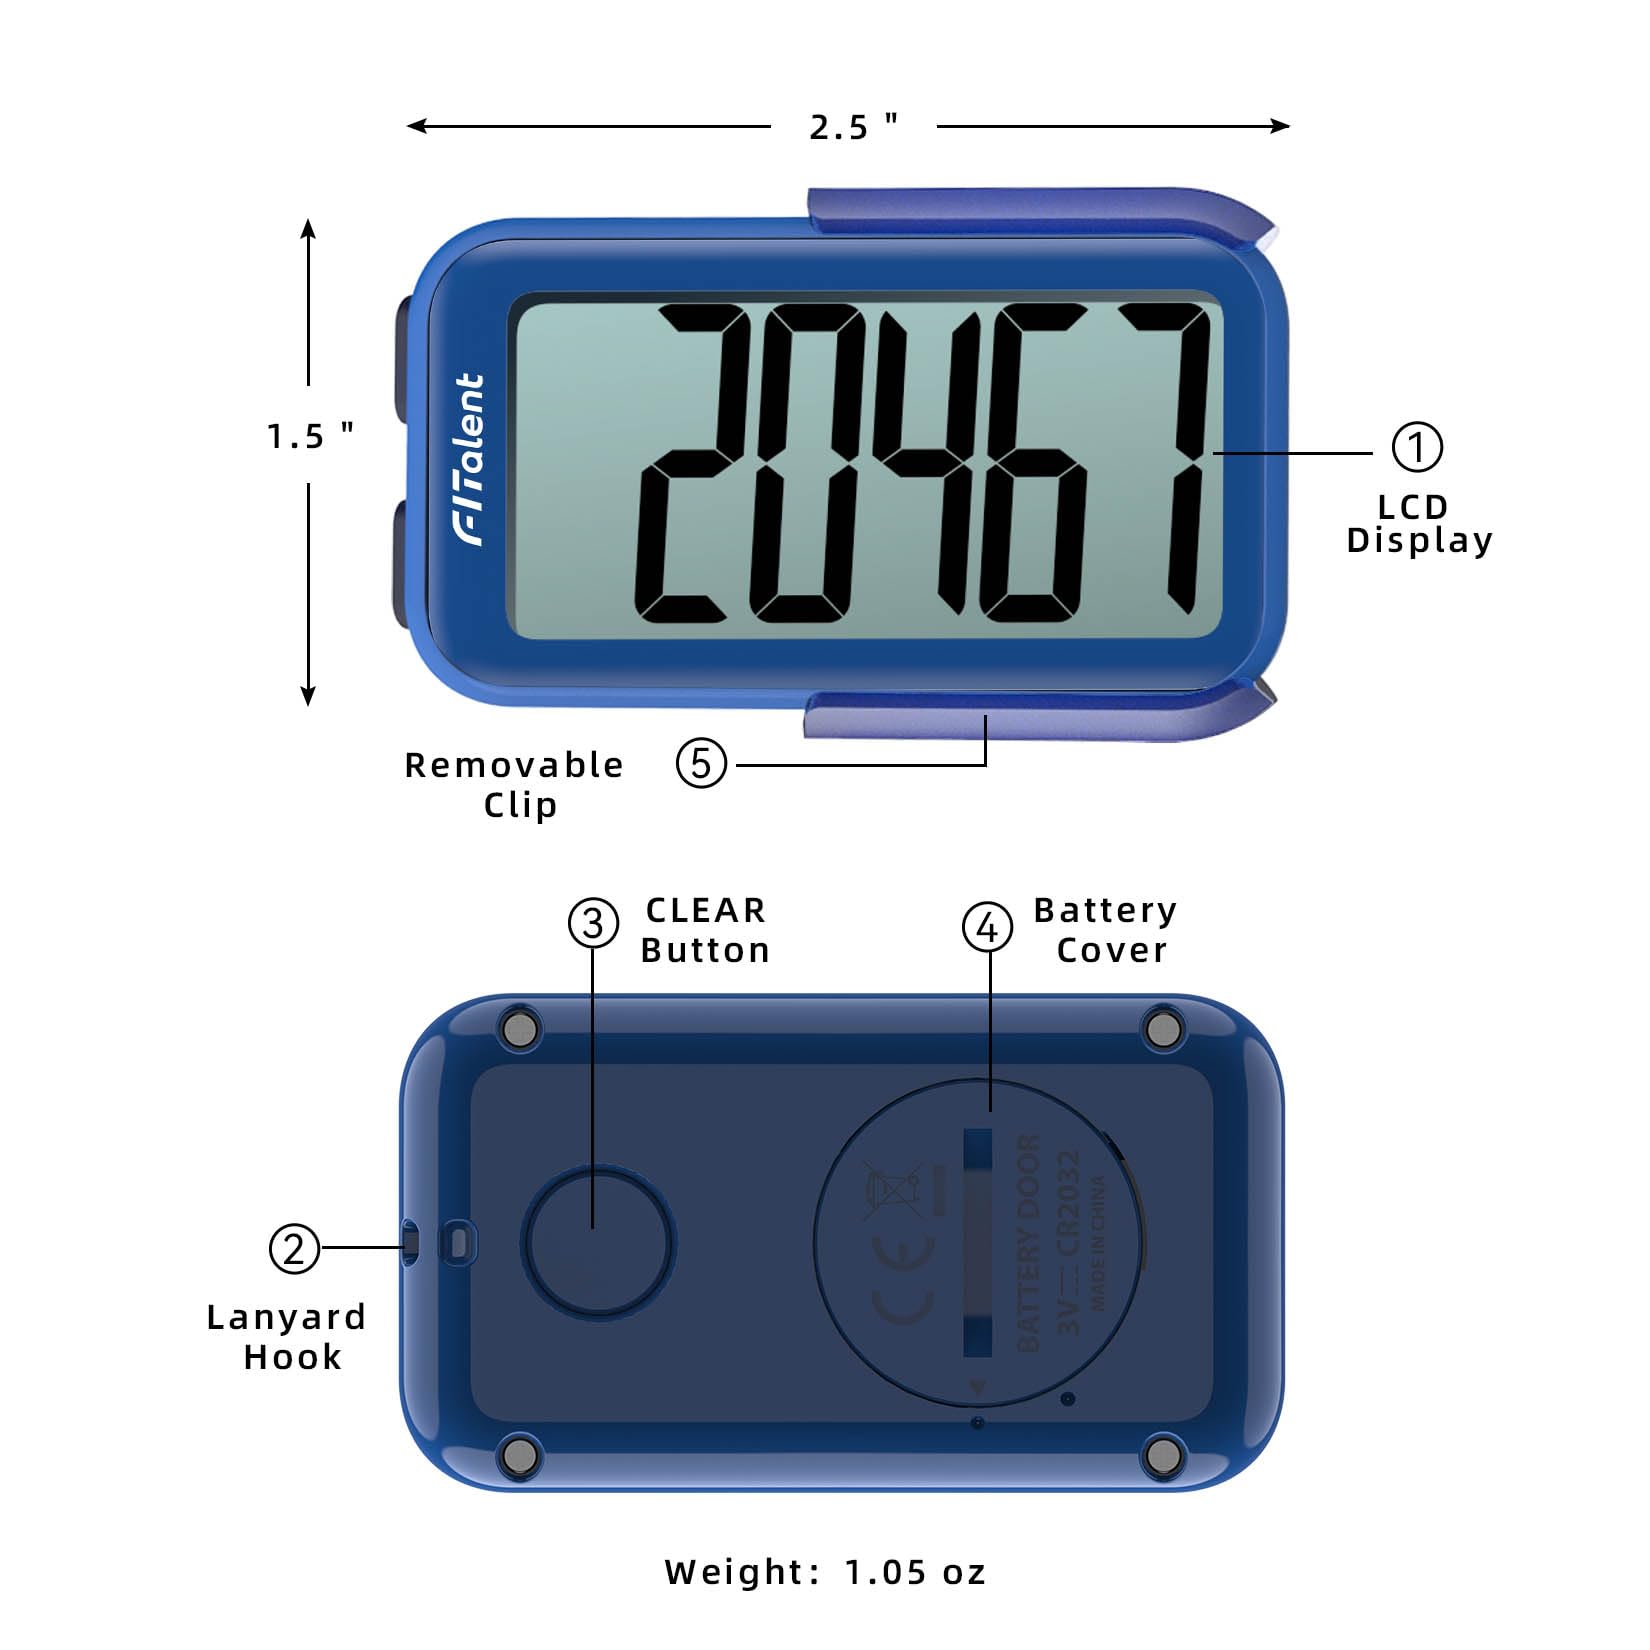 2.5 "
1.5 "
FITalent
20467
①
LCD
Display
Removable
Clip
⑤
③
CLEAR
Button
④
Battery
Cover
②
Lanyard
Hook
CE
BATTERY DOOR
3V⎓CR2032
MADE IN CHINA
Weight: 1.05 oz